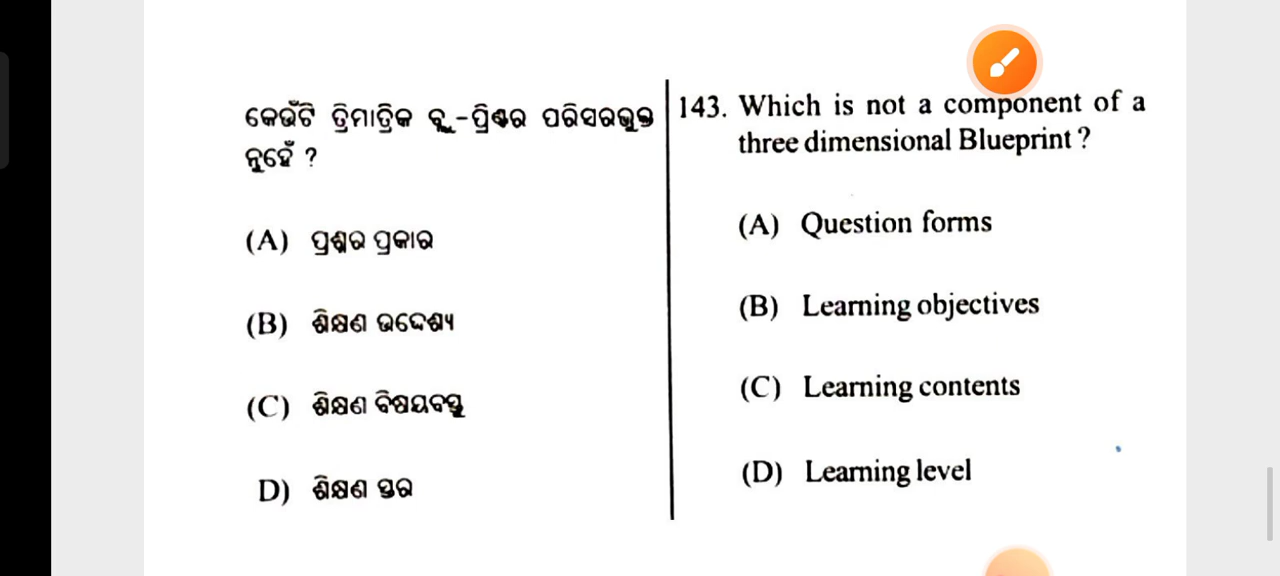 କେଉଁଟି ତ୍ରିମାତ୍ରିକ ବ୍ଲୁ-ପ୍ରିଣ୍ଟର ପରିସରଭୁକ୍ତ
ନୁହେଁ ?
(A) ପ୍ରଶ୍ନର ପ୍ରକାର
(B) ଶିକ୍ଷଣ ଉଦ୍ଦେଶ୍ୟ
(C) ଶିକ୍ଷଣ ବିଷୟବସ୍ତୁ
D) ଶିକ୍ଷଣ ସ୍ତର
143. Which is not a component of a
three dimensional Blueprint ?
(A) Question forms
(B) Learning objectives
(C) Learning contents
(D) Learning level